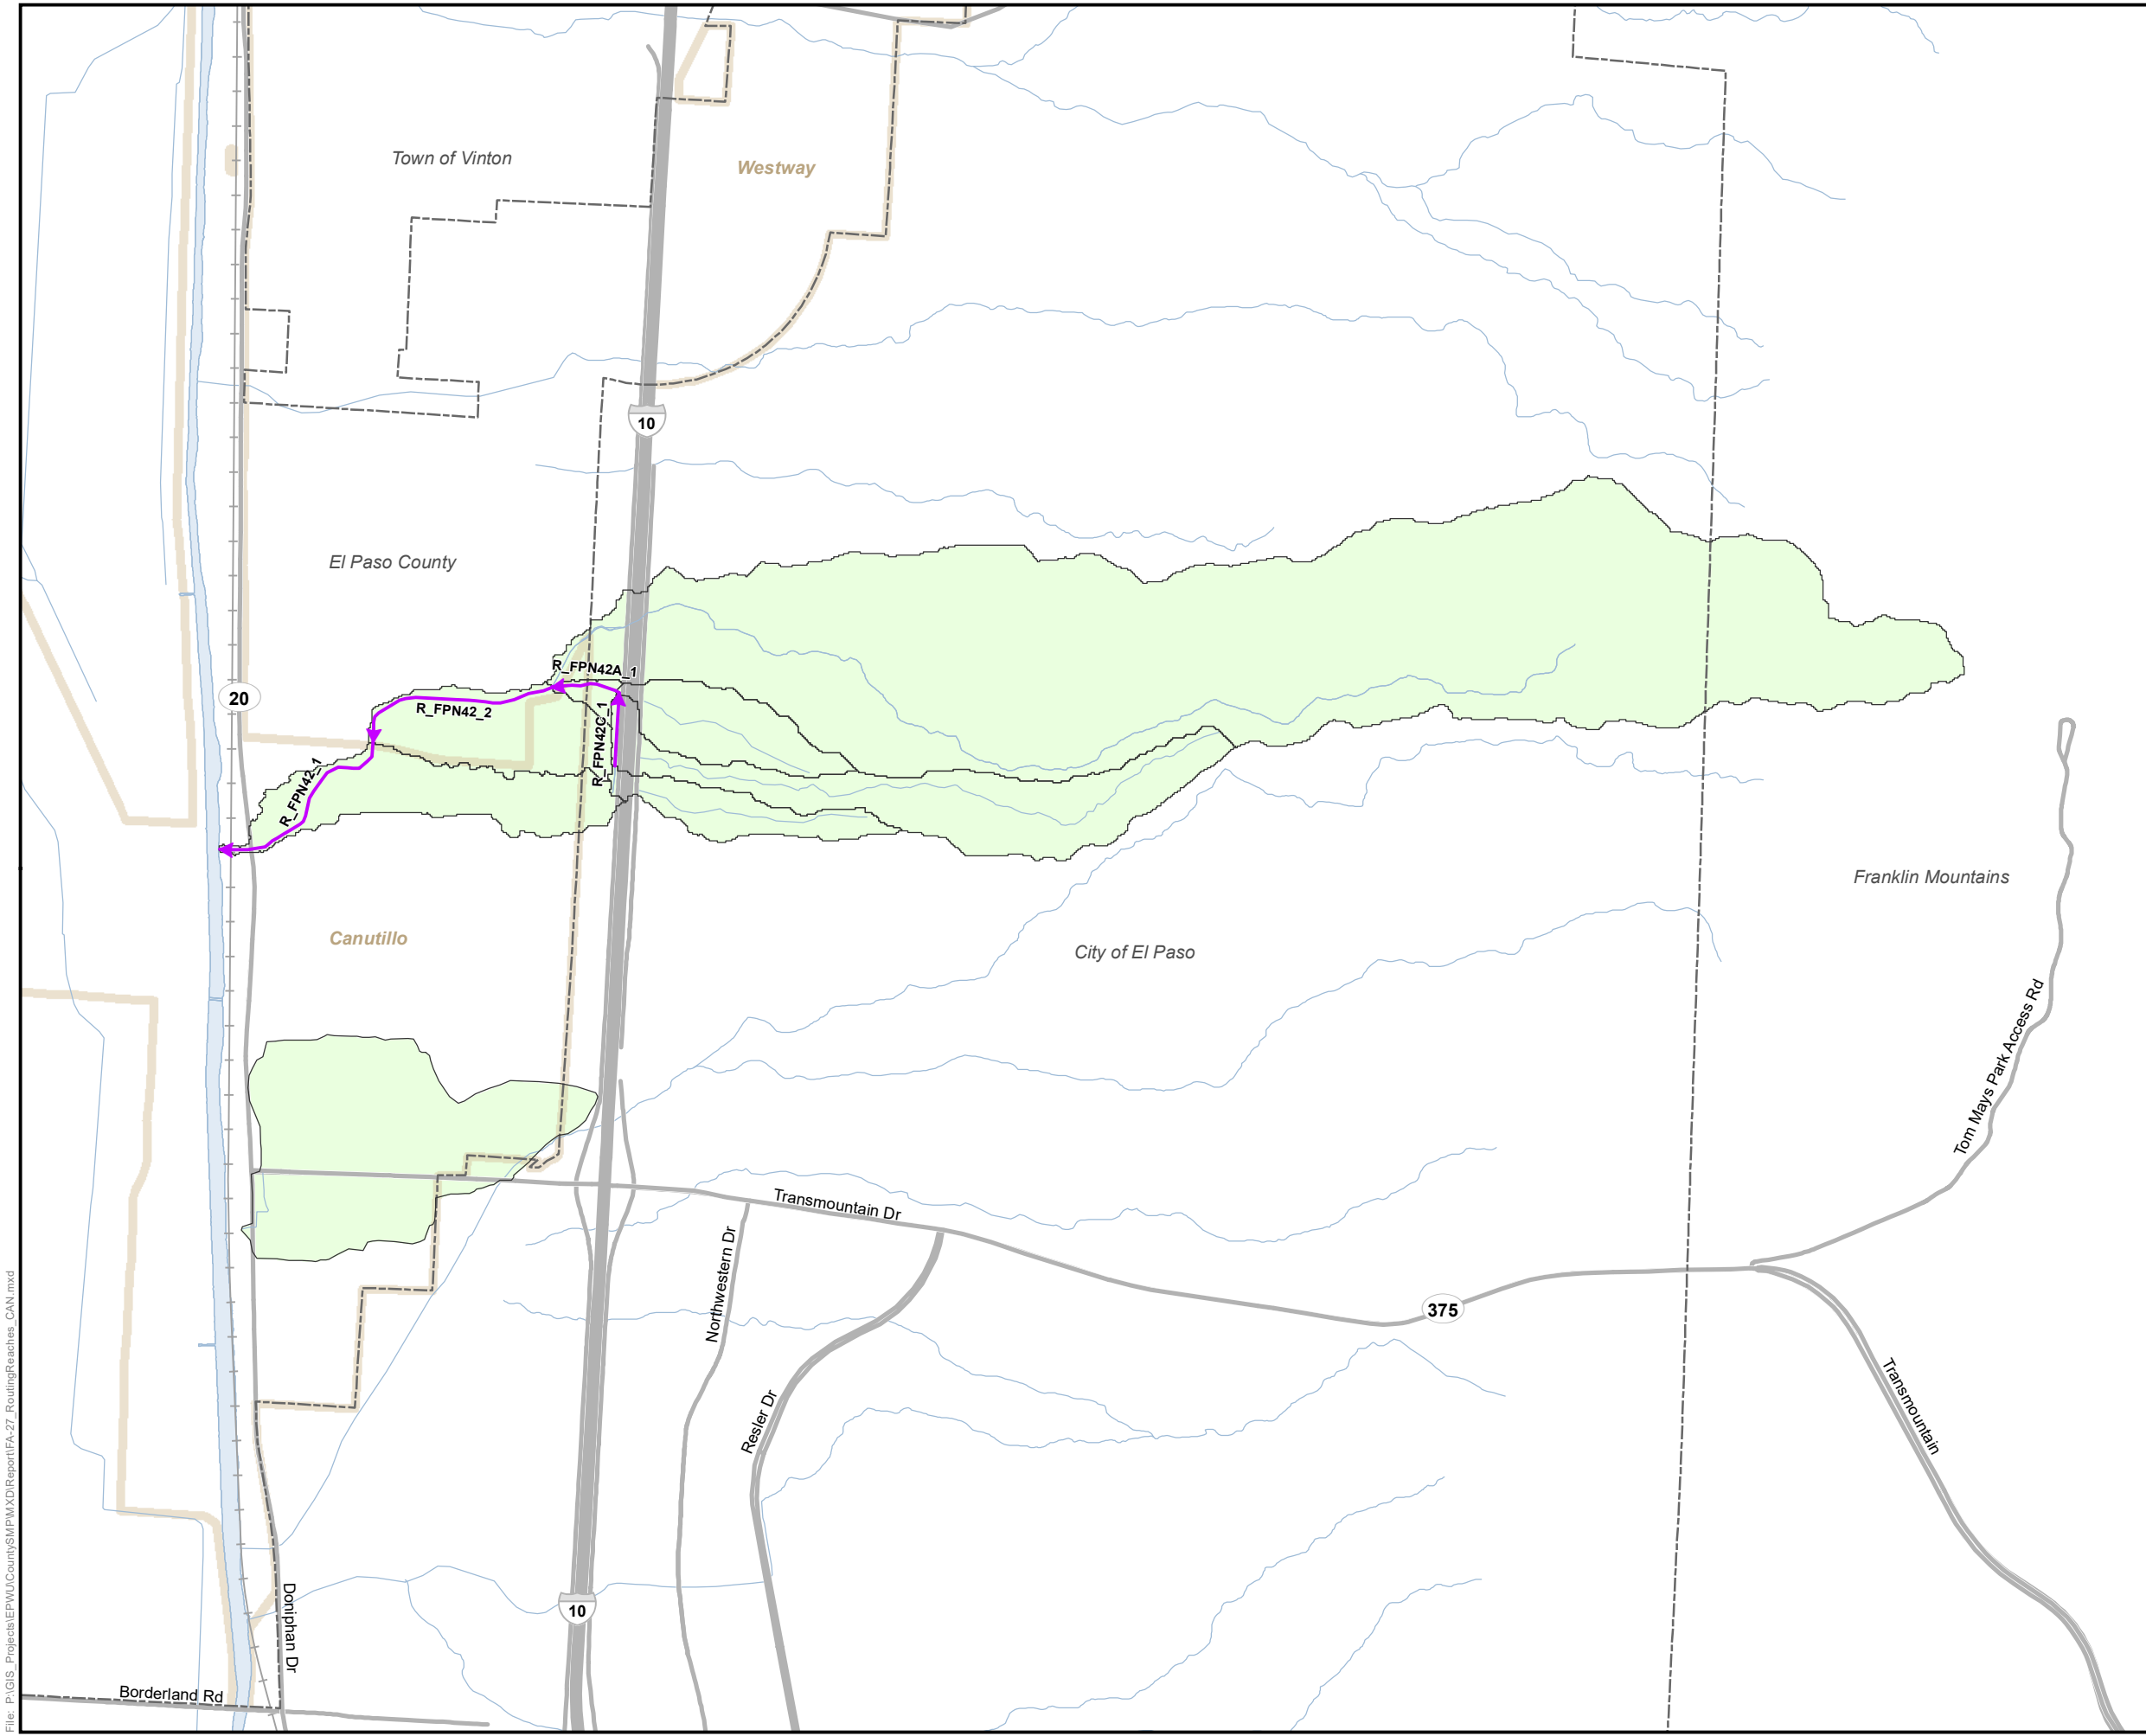 Town of Vinton
Westway
10
El Paso County
R_FPN42A_1
20
R_FPN42_2
R_FPN42C_1
R_FPN42_1
Franklin Mountains
Canutillo
City of El Paso
Tom Mays Park Access Rd
Transmountain Dr
Northwestern Dr
375
Resler Dr
Transmountain
Doniphan Dr
10
Borderland Rd
File: P:\GIS_Projects\EPWU\CountySMP\MXD\Report\FA-27_RoutingReaches_CAN.mxd